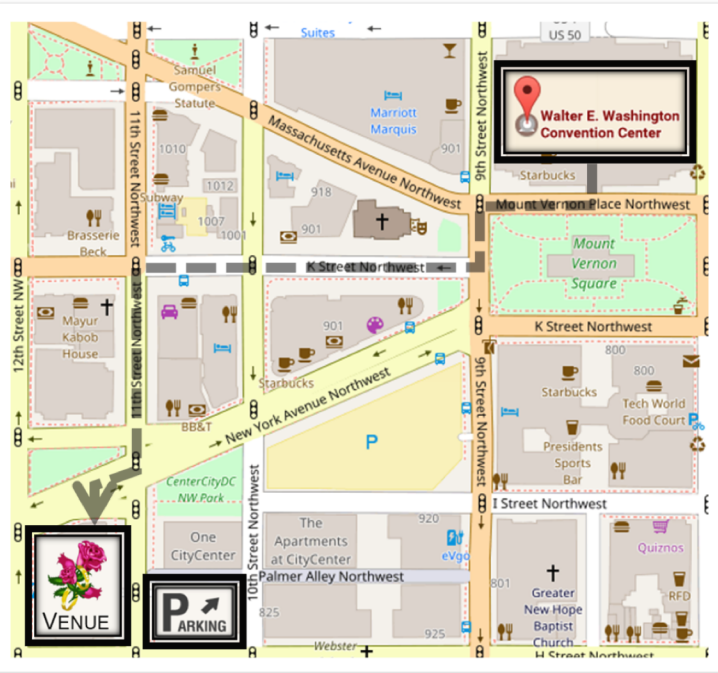 US 50
Suites
Samuel
Gompers
Statute
Marriott
Marquis
9th Street Northwest
Walter E. Washington
Convention Center
11th Street Northwest
1010
Massachusetts Avenue Northwest
901
Starbucks
Subway
1012
918
Mount Vernon Place Northwest
1007
1001
901
Brasserie
Beck
Mount
Vernon
Square
K Street Northwest
12th Street NW
Mayur
Kabob
House
11th Street Northwest
901
K Street Northwest
Starbucks
9th Street Northwest
800
800
Starbucks
Tech World
Food Court
P
BB&T
New York Avenue Northwest
P
Presidents
Sports
Bar
CenterCityDC
NW Park
10th Street Northwest
I Street Northwest
One
CityCenter
The
Apartments
at CityCenter
920
eVgo
Quiznos
Palmer Alley Northwest
801
Greater
New Hope
Baptist
Church
RFD
VENUE
P
ARKING
825
925
Webster
H Street Northwest